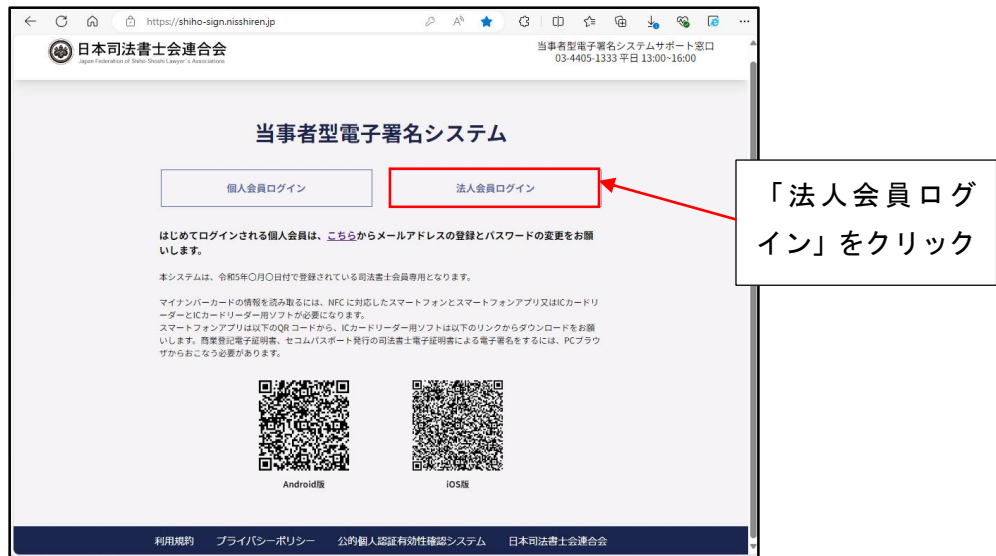 https://shiho-sign.nisshiren.jp
日本司法書士会連合会
Japan Federation of Shiho-Shoshi Lawyer's Associations
当事者型電子署名システムサポート窓口
03-4405-1333 平日 13:00~16:00
当事者型電子署名システム
個人会員ログイン
法人会員ログイン
「法人会員ログ
イン」をクリック
はじめてログインされる個人会員は、こちらからメールアドレスの登録とパスワードの変更をお願
いします。
本システムは、令和5年〇月〇日付で登録されている司法書士会員専用となります。
マイナンバーカードの情報を読み取るには、NFC に対応したスマートフォンとスマートフォンアプリ又はICカードリ
ーダーとICカードリーダー用ソフトが必要になります。
スマートフォンアプリは以下のQRコードから、ICカードリーダー用ソフトは以下のリンクからダウンロードをお願
いします。商業登記電子証明書、セコムパスポート発行の司法書士電子証明書による電子署名をするには、PCブラウ
ザからおこなう必要があります。
Android版
iOS版
利用規約 プライバシーポリシー 公的個人認証有効性確認システム 日本司法書士会連合会